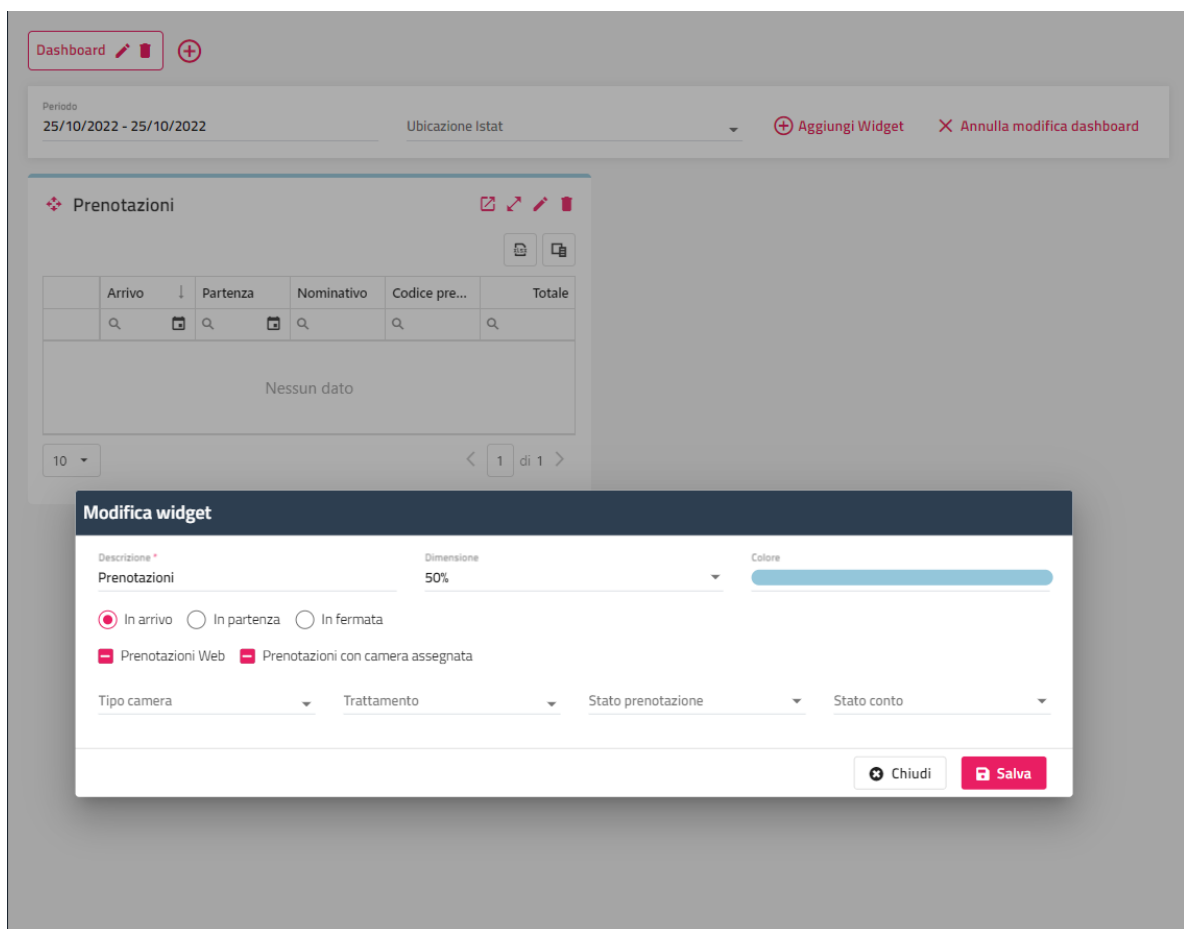 Dashboard
Periodo
25/10/2022 - 25/10/2022
Ubicazione Istat
Aggiungi Widget
Annulla modifica dashboard
Prenotazioni
Arrivo Partenza Nominativo Codice pre... Totale
Nessun dato
10
1 di 1
Modifica widget
Descrizione * Dimensione Colore
Prenotazioni 50%
In arrivo In partenza In fermata
Prenotazioni Web Prenotazioni con camera assegnata
Tipo camera Trattamento Stato prenotazione Stato conto
Chiudi Salva